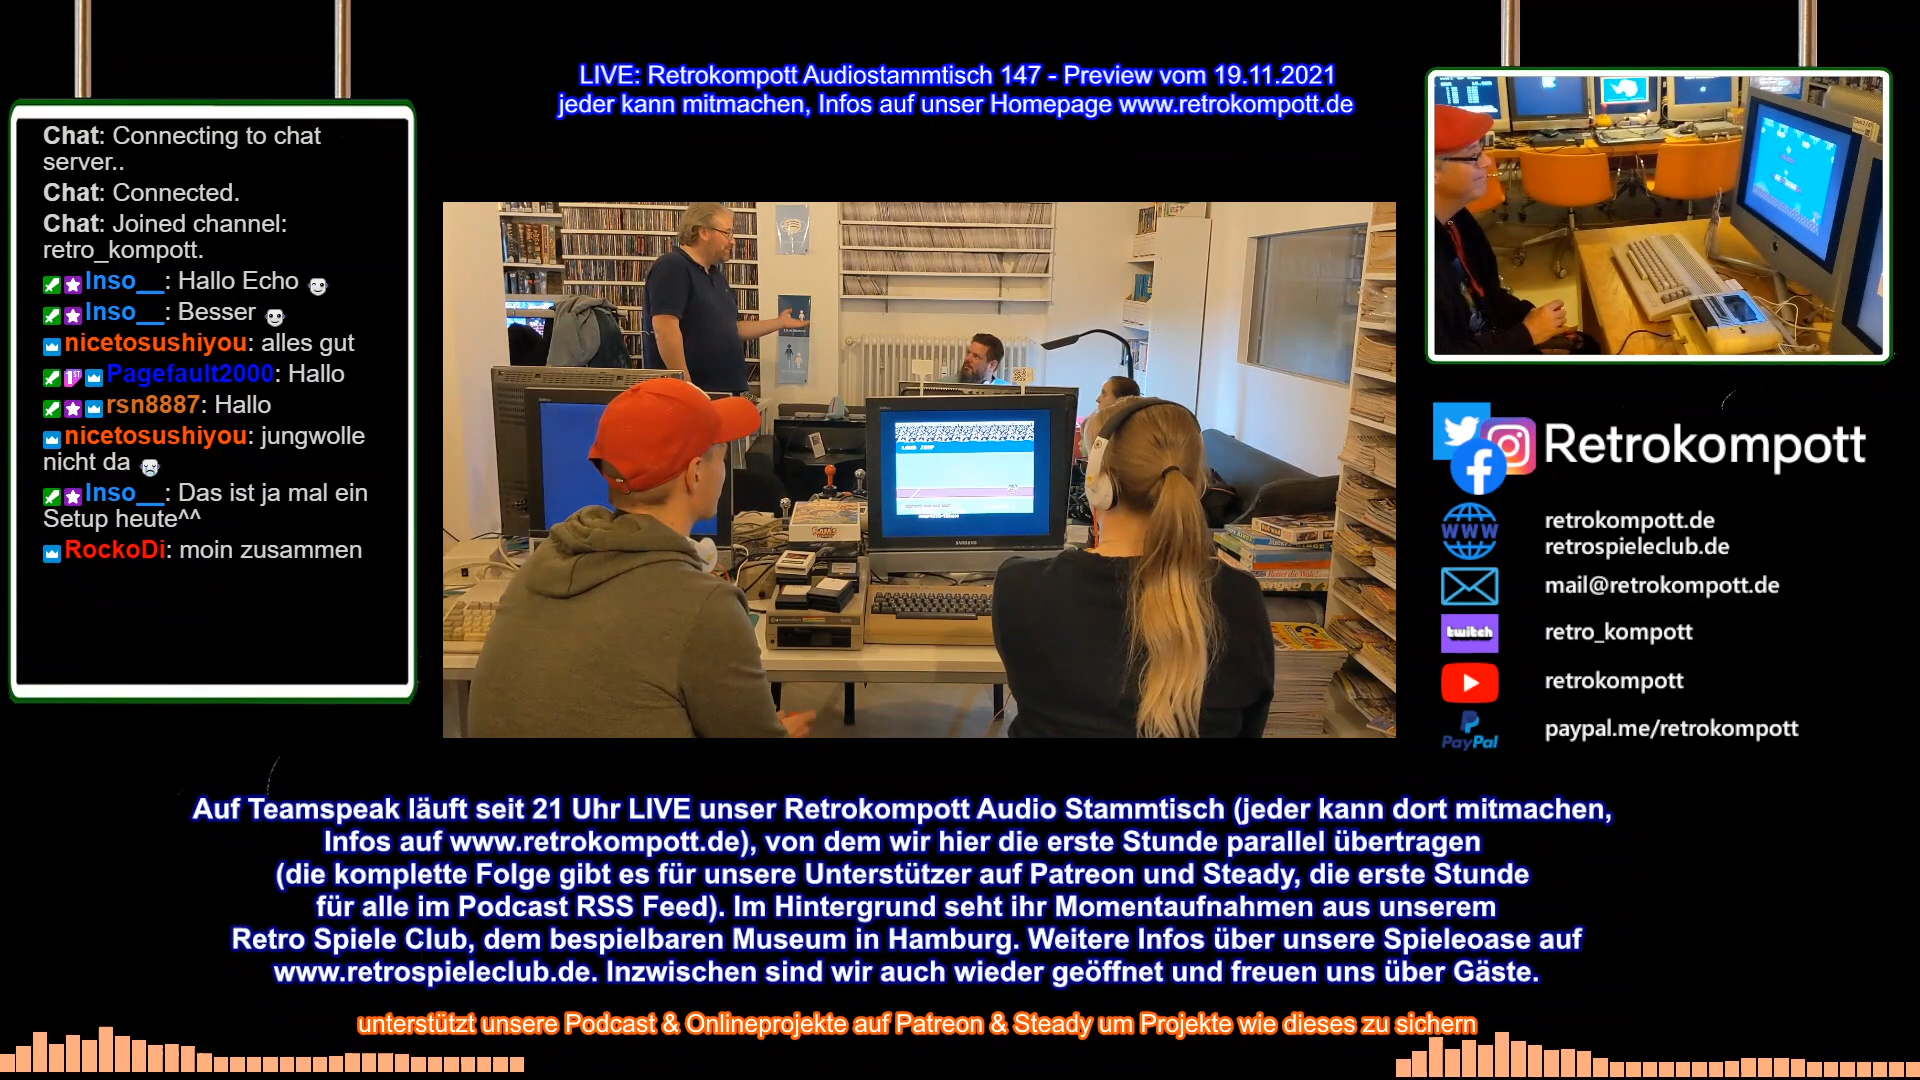 LIVE: Retrokompott Audiostammtisch 147 - Preview vom 19.11.2021
jeder kann mitmachen, Infos auf unser Homepage www.retrokompott.de
Chat: Connecting to chat
server..
Chat: Connected.
Chat: Joined channel:
retro_kompott.
Inso__: Hallo Echo
Inso__: Besser
nicetosushiyou: alles gut
Pagefault2000: Hallo
rsn8887: Hallo
nicetosushiyou: jungwolle
nicht da
Inso__: Das ist ja mal ein
Setup heute^^
RockoDi: moin zusammen
LONG JUMP
SAMSUNG
Retrokompott
WWW
retrokompott.de
retrospieleclub.de
mail@retrokompott.de
twitch
retro_kompott
retrokompott
PayPal
paypal.me/retrokompott
Auf Teamspeak läuft seit 21 Uhr LIVE unser Retrokompott Audio Stammtisch (jeder kann dort mitmachen,
Infos auf www.retrokompott.de), von dem wir hier die erste Stunde parallel übertragen
(die komplette Folge gibt es für unsere Unterstützer auf Patreon und Steady, die erste Stunde
für alle im Podcast RSS Feed). Im Hintergrund seht ihr Momentaufnahmen aus unserem
Retro Spiele Club, dem bespielbaren Museum in Hamburg. Weitere Infos über unsere Spieleoase auf
www.retrospieleclub.de. Inzwischen sind wir auch wieder geöffnet und freuen uns über Gäste.
unterstützt unsere Podcast & Onlineprojekte auf Patreon & Steady um Projekte wie dieses zu sichern